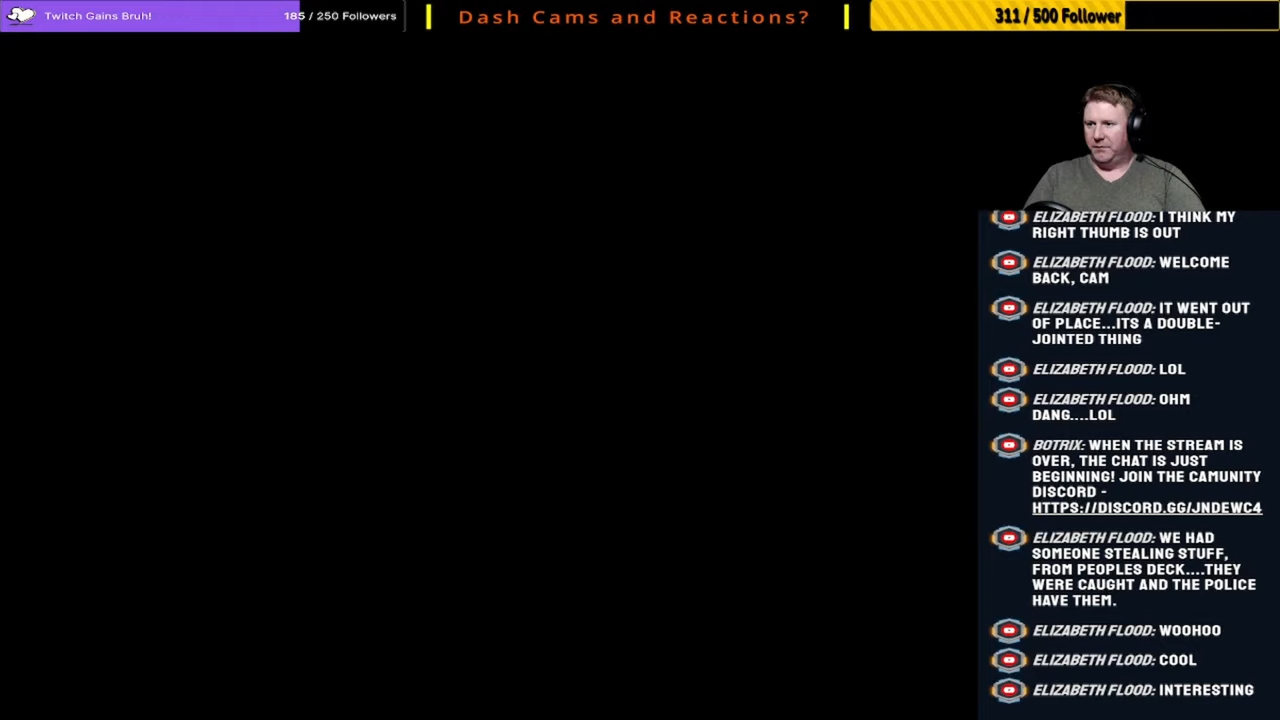 Twitch Gains Bruh!
185 / 250 Followers
Dash Cams and Reactions?
311 / 500 Follower
ELIZABETH FLOOD: I THINK MY
RIGHT THUMB IS OUT
ELIZABETH FLOOD: WELCOME
BACK, CAM
ELIZABETH FLOOD: IT WENT OUT
OF PLACE...ITS A DOUBLE-
JOINTED THING
ELIZABETH FLOOD: LOL
ELIZABETH FLOOD: OHM
DANG....LOL
BOTRIX: WHEN THE STREAM IS
OVER, THE CHAT IS JUST
BEGINNING! JOIN THE CAMUNITY
DISCORD -
HTTPS://DISCORD.GG/JNDEWC4
ELIZABETH FLOOD: WE HAD
SOMEONE STEALING STUFF,
FROM PEOPLES DECK....THEY
WERE CAUGHT AND THE POLICE
HAVE THEM.
ELIZABETH FLOOD: WOOHOO
ELIZABETH FLOOD: COOL
ELIZABETH FLOOD: INTERESTING